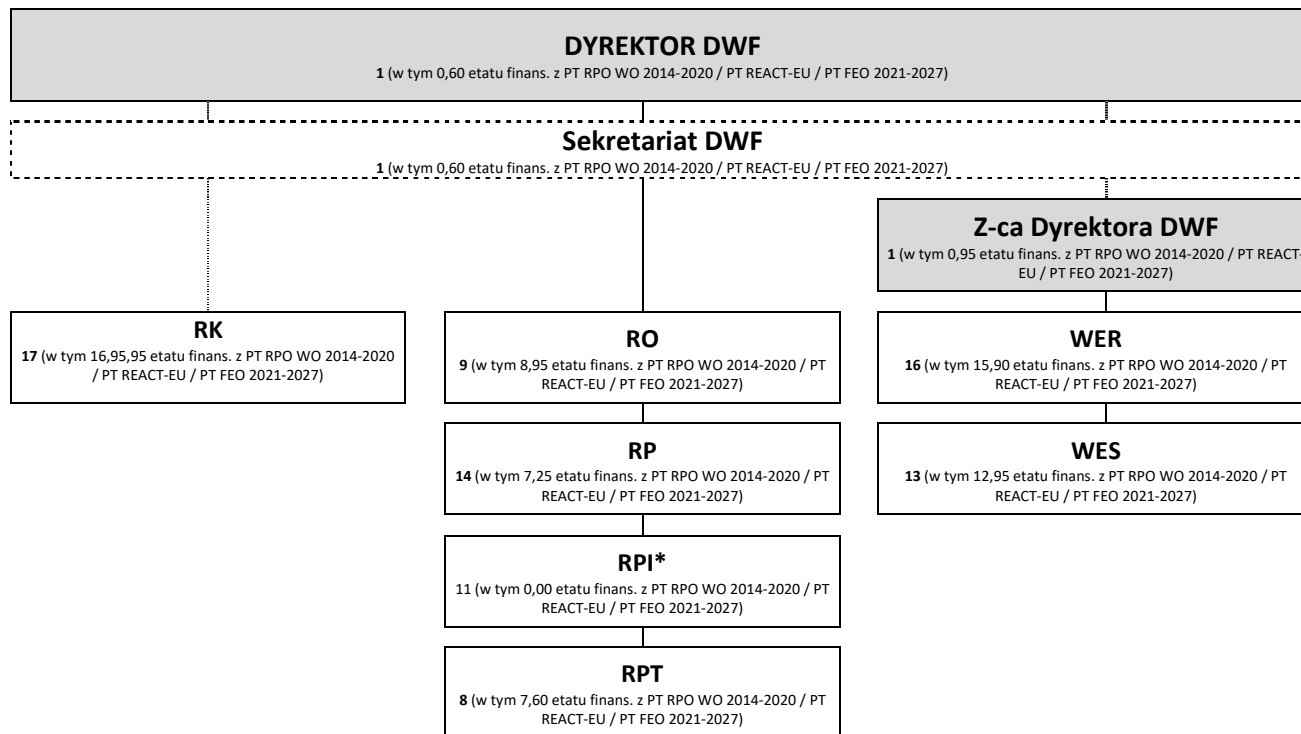 DYREKTOR DWF
1 (w tym 0,60 etatu finans. z PT RPO WO 2014-2020 / PT REACT-EU / PT FEO 2021-2027)
Sekretariat DWF
1 (w tym 0,60 etatu finans. z PT RPO WO 2014-2020 / PT REACT-EU / PT FEO 2021-2027)
Z-ca Dyrektora DWF
1 (w tym 0,95 etatu finans. z PT RPO WO 2014-2020 / PT REACT-
EU / PT FEO 2021-2027)
RK
17 (w tym 16,95,95 etatu finans. z PT RPO WO 2014-2020
/ PT REACT-EU / PT FEO 2021-2027)
RO
9 (w tym 8,95 etatu finans. z PT RPO WO 2014-2020 / PT
REACT-EU / PT FEO 2021-2027)
WER
16 (w tym 15,90 etatu finans. z PT RPO WO 2014-2020 / PT
REACT-EU / PT FEO 2021-2027)
RP
14 (w tym 7,25 etatu finans. z PT RPO WO 2014-2020 / PT
REACT-EU / PT FEO 2021-2027)
WES
13 (w tym 12,95 etatu finans. z PT RPO WO 2014-2020 / PT
REACT-EU / PT FEO 2021-2027)
RPI*
11 (w tym 0,00 etatu finans. z PT RPO WO 2014-2020 / PT
REACT-EU / PT FEO 2021-2027)
RPT
8 (w tym 7,60 etatu finans. z PT RPO WO 2014-2020 / PT
REACT-EU / PT FEO 2021-2027)